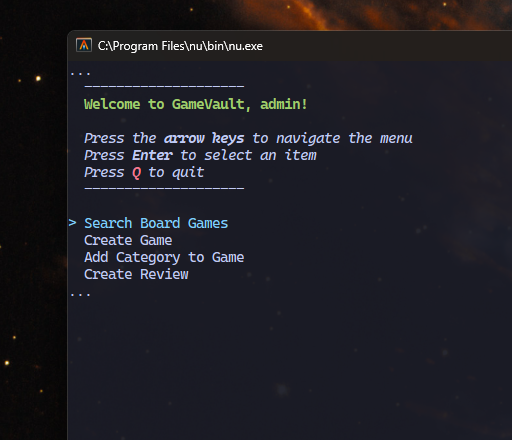 C:\Program Files\nu\bin\nu.exe
...
--------------------
Welcome to GameVault, admin!
Press the arrow keys to navigate the menu
Press Enter to select an item
Press Q to quit
--------------------
> Search Board Games
Create Game
Add Category to Game
Create Review
...